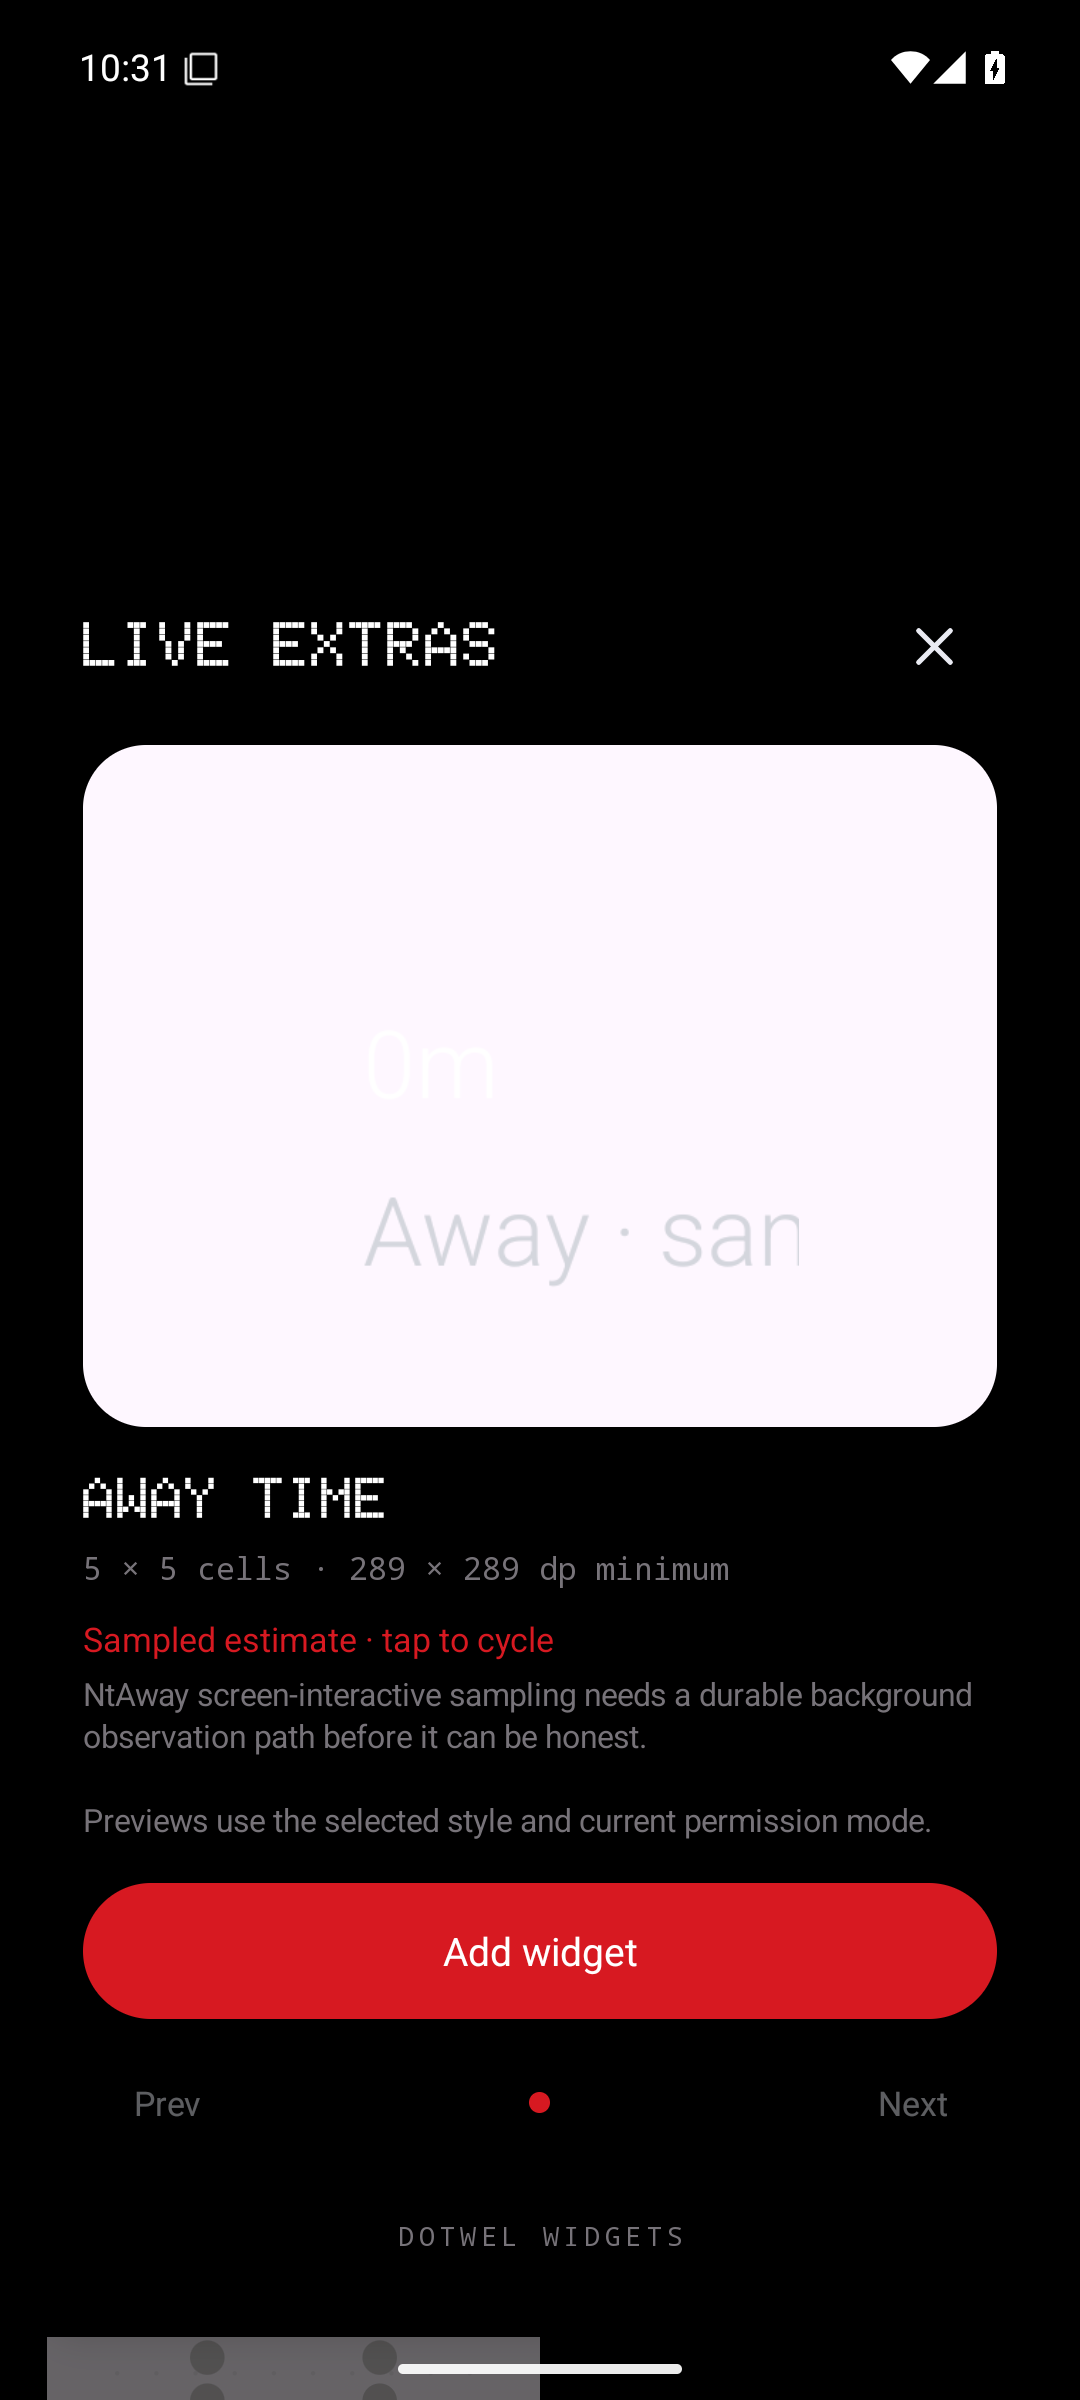 10:31
LIVE EXTRAS
0m
Away · san
AWAY TIME
5 × 5 cells · 289 × 289 dp minimum
Sampled estimate · tap to cycle
NtAway screen-interactive sampling needs a durable background
observation path before it can be honest.
Previews use the selected style and current permission mode.
Add widget
Prev
Next
DOTWEL WIDGETS